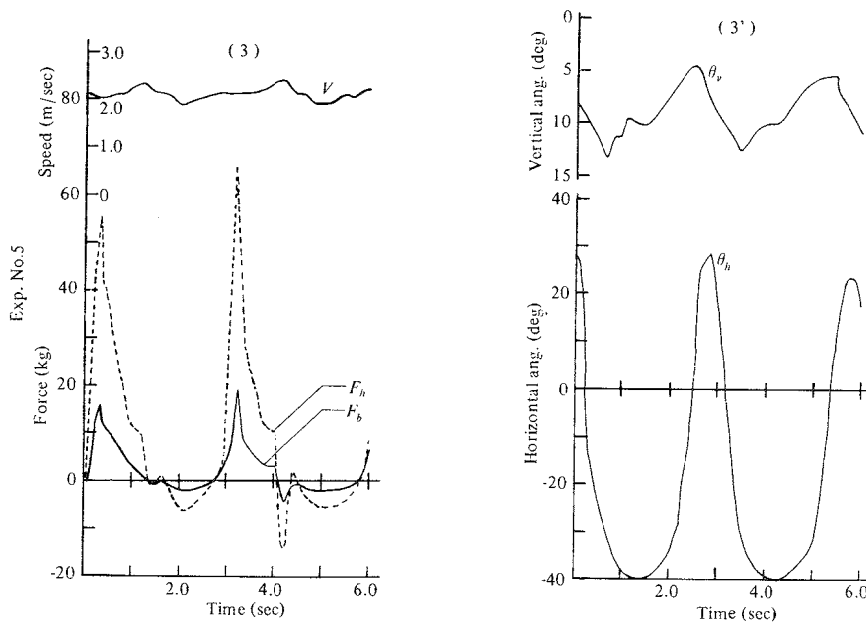 (3)
3.0
V
80
2.0
1.0
60
0
40
20
0
-20
Speed (m/sec)
Exp. No.5
Force (kg)
F_h
F_b
2.0
4.0
6.0
Time (sec)
(3')
0
5
10
15
Vertical ang. (deg)
θ_v
40
20
0
-20
-40
Horizontal ang. (deg)
θ_h
2.0
4.0
6.0
Time (sec)